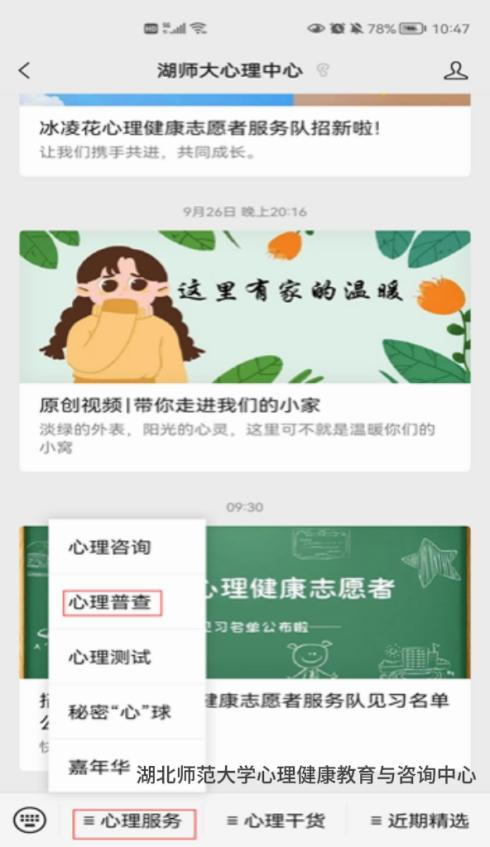 HD 78% 10:47
湖师大心理中心
冰凌花心理健康志愿者服务队招新啦!
让我们携手共进，共同成长。
9月26日 晚上20:16
这里有家的温暖
原创视频|带你走进我们的小家
淡绿的外表，阳光的心灵，这里可不就是温暖你们的
小窝
09:30
心理咨询
心理健康志愿者
心理普查
见习名单公布啦
心理测试
健康志愿者服务队见习名单
秘密“心”球
嘉年华
湖北师范大学心理健康教育与咨询中心
≡ 心理服务
≡ 心理干货
≡ 近期精选